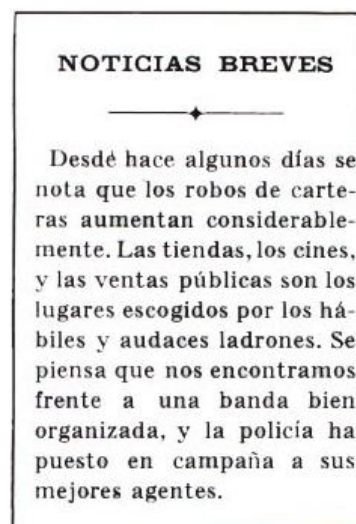 NOTICIAS BREVES
Desdé hace algunos días se
nota que los robos de carte-
ras aumentan considerable-
mente. Las tiendas, los cines,
y las ventas públicas son los
lugares escogidos por los há-
biles y audaces ladrones. Se
piensa que nos encontramos
frente a una banda bien
organizada, y la policía ha
puesto en campaña a sus
mejores agentes.